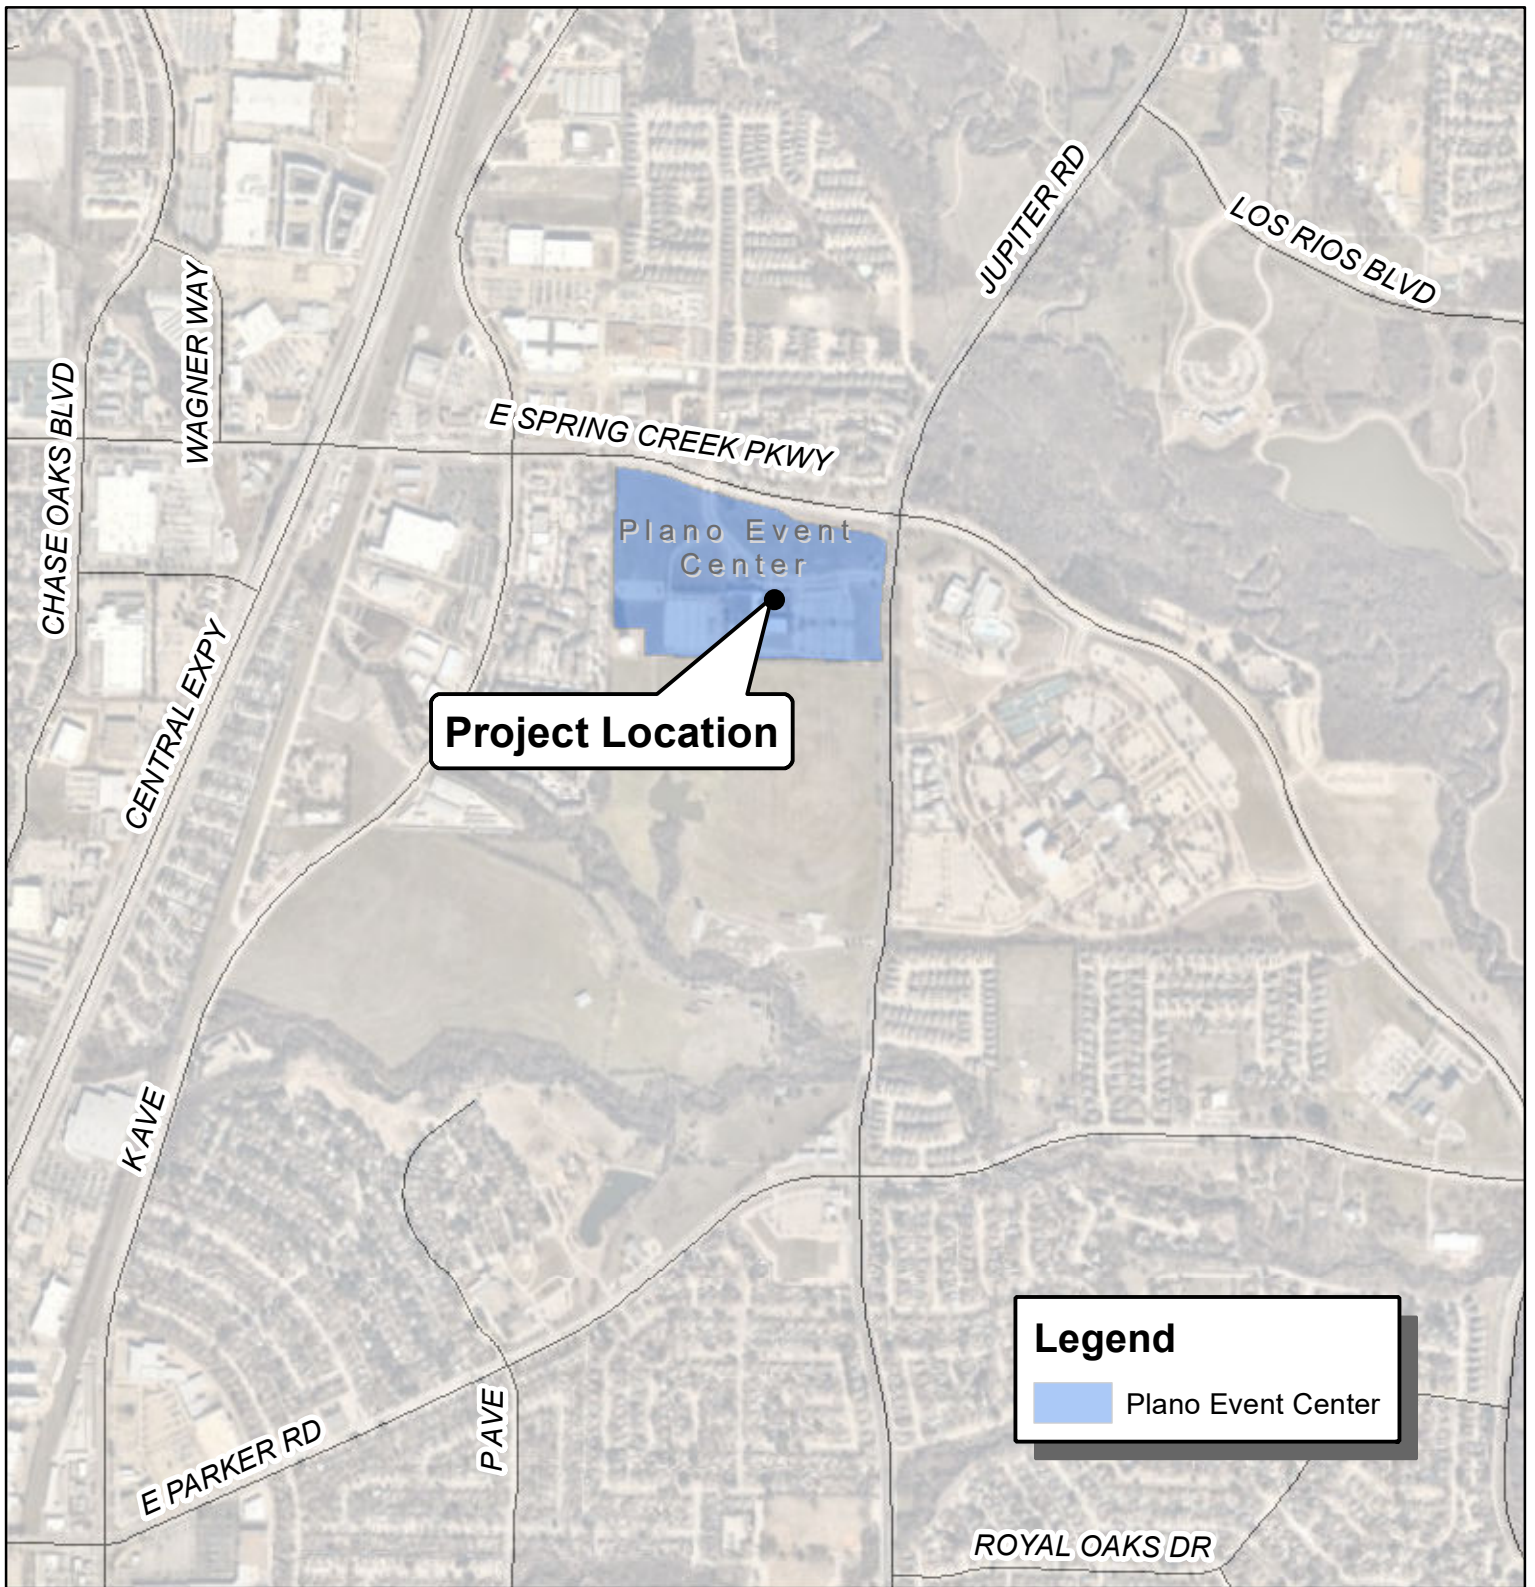 JUPITER RD
LOS RIOS BLVD
WAGNER WAY
CHASE OAKS BLVD
E SPRING CREEK PKWY
Plano Event
Center
CENTRAL EXPY
Project Location
K AVE
Legend
Plano Event Center
P AVE
E PARKER RD
ROYAL OAKS DR